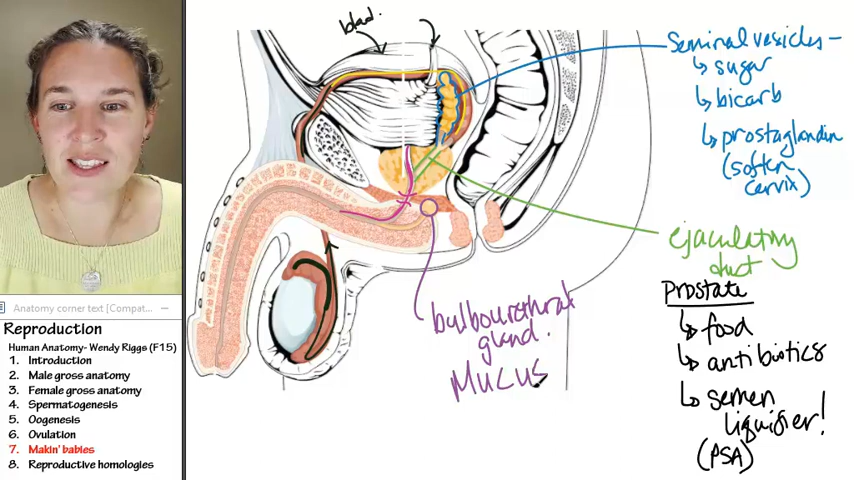 blad.
Seminal vesicles -
↳ sugar
↳ bicarb
↳ prostaglandin
(soften
cervix)
ejaculatory
duct
Prostate
↳ food
↳ antibiotics
↳ semen
liquifier!
(PSA)
bulbourethral
gland.
Mucus
Anatomy corner text [Compat...
Reproduction
Human Anatomy- Wendy Riggs (F15)
1. Introduction
2. Male gross anatomy
3. Female gross anatomy
4. Spermatogenesis
5. Oogenesis
6. Ovulation
7. Makin' babies
8. Reproductive homologies